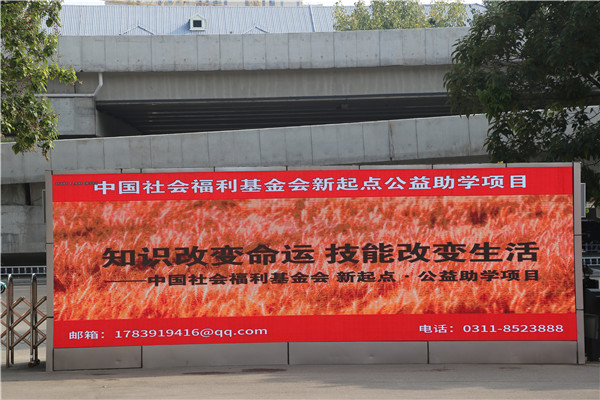 中国社会福利基金会新起点公益助学项目
知识改变命运 技能改变生活
——中国社会福利基金会 新起点·公益助学项目
邮箱：1783919416@qq.com 电话：0311-8523888